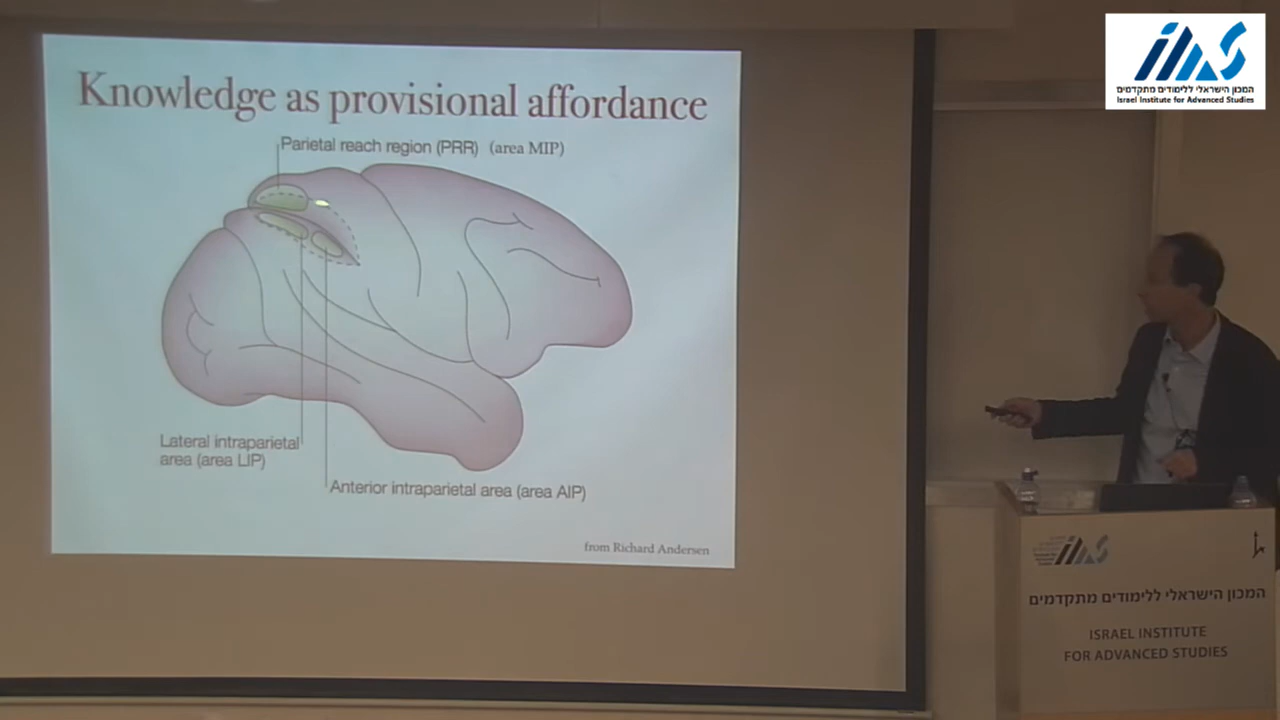 המכון הישראלי ללימודים מתקדמים
Israel Institute for Advanced Studies
Knowledge as provisional affordance
Parietal reach region (PRR) (area MIP)
Lateral intraparietal
area (area LIP)
Anterior intraparietal area (area AIP)
from Richard Andersen
המכון הישראלי ללימודים מתקדמים
ISRAEL INSTITUTE
FOR ADVANCED STUDIES